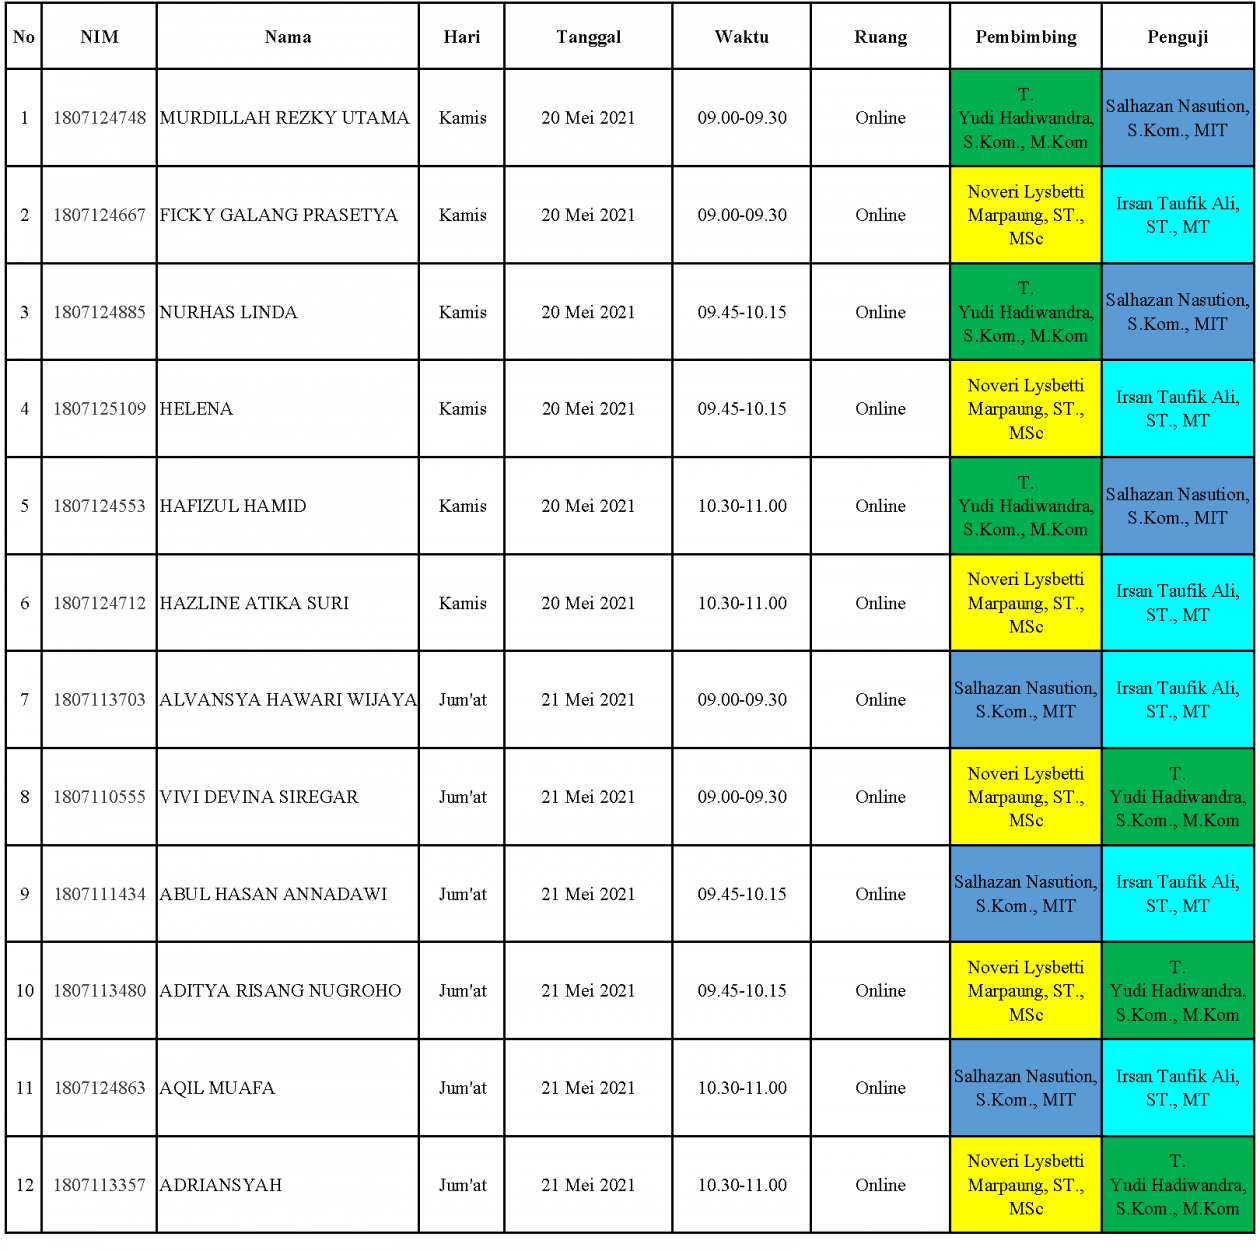 No NIM Nama Hari Tanggal Waktu Ruang Pembimbing Penguji
1 1807124748 MURDILLAH REZKY UTAMA Kamis 20 Mei 2021 09.00-09.30 Online T. Yudi Hadiwandra, S.Kom., M.Kom Salhazan Nasution, S.Kom., MIT
2 1807124667 FICKY GALANG PRASETYA Kamis 20 Mei 2021 09.00-09.30 Online Noveri Lysbetti Marpaung, ST., MSc Irsan Taufik Ali, ST., MT
3 1807124885 NURHAS LINDA Kamis 20 Mei 2021 09.45-10.15 Online T. Yudi Hadiwandra, S.Kom., M.Kom Salhazan Nasution, S.Kom., MIT
4 1807125109 HELENA Kamis 20 Mei 2021 09.45-10.15 Online Noveri Lysbetti Marpaung, ST., MSc Irsan Taufik Ali, ST., MT
5 1807124553 HAFIZUL HAMID Kamis 20 Mei 2021 10.30-11.00 Online T. Yudi Hadiwandra, S.Kom., M.Kom Salhazan Nasution, S.Kom., MIT
6 1807124712 HAZLINE ATIKA SURI Kamis 20 Mei 2021 10.30-11.00 Online Noveri Lysbetti Marpaung, ST., MSc Irsan Taufik Ali, ST., MT
7 1807113703 ALVANSYA HAWARI WIJAYA Jum'at 21 Mei 2021 09.00-09.30 Online Salhazan Nasution, S.Kom., MIT Irsan Taufik Ali, ST., MT
8 1807110555 VIVI DEVINA SIREGAR Jum'at 21 Mei 2021 09.00-09.30 Online Noveri Lysbetti Marpaung, ST., MSc T. Yudi Hadiwandra, S.Kom., M.Kom
9 1807111434 ABUL HASAN ANNADAWI Jum'at 21 Mei 2021 09.45-10.15 Online Salhazan Nasution, S.Kom., MIT Irsan Taufik Ali, ST., MT
10 1807113480 ADITYA RISANG NUGROHO Jum'at 21 Mei 2021 09.45-10.15 Online Noveri Lysbetti Marpaung, ST., MSc T. Yudi Hadiwandra, S.Kom., M.Kom
11 1807124863 AQIL MUAFA Jum'at 21 Mei 2021 10.30-11.00 Online Salhazan Nasution, S.Kom., MIT Irsan Taufik Ali, ST., MT
12 1807113357 ADRIANSYAH Jum'at 21 Mei 2021 10.30-11.00 Online Noveri Lysbetti Marpaung, ST., MSc T. Yudi Hadiwandra, S.Kom., M.Kom